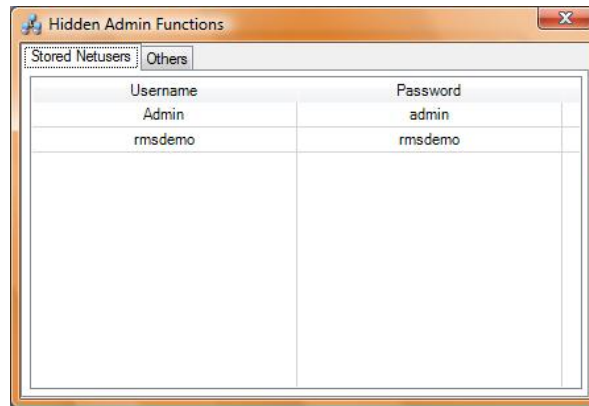 Hidden Admin Functions
Stored Netusers Others
Username Password
Admin admin
rmsdemo rmsdemo